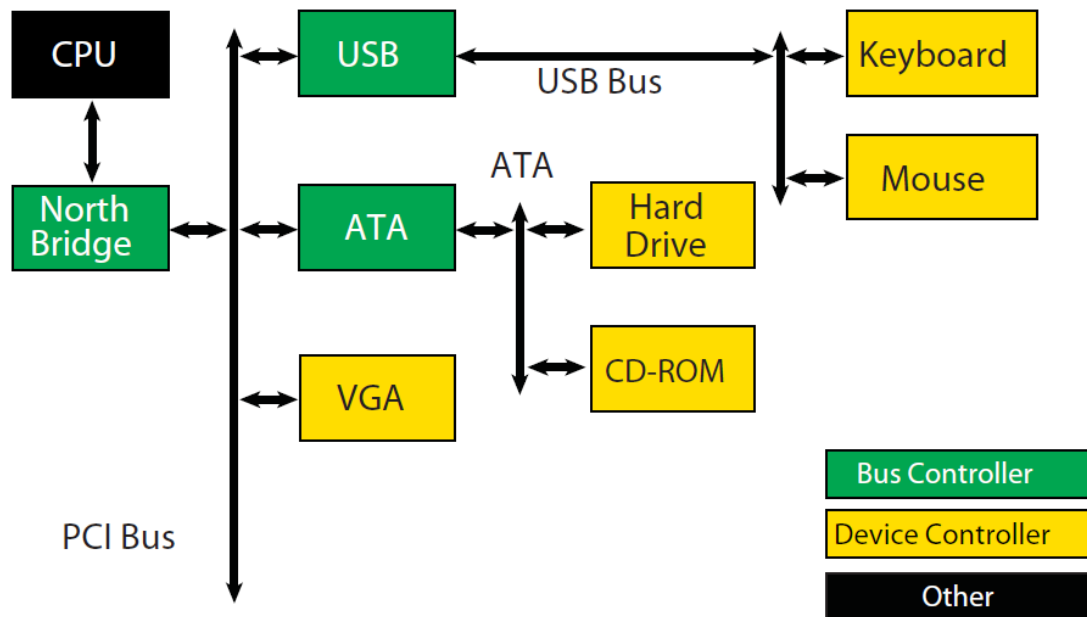 CPU
USB
USB Bus
Keyboard
Mouse
North
Bridge
ATA
ATA
Hard
Drive
CD-ROM
VGA
PCI Bus
Bus Controller
Device Controller
Other